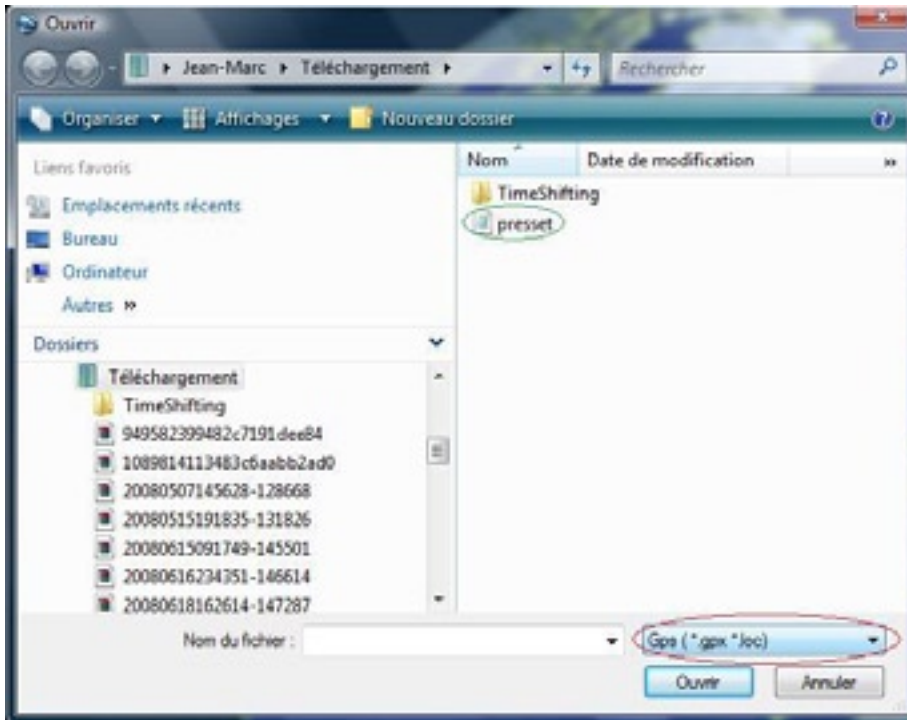 Ouvrir
Jean-Marc Téléchargement
Rechercher
Organiser Affichages Nouveau dossier
Liens favoris
Emplacements récents
Bureau
Ordinateur
Autres »
Dossiers
Téléchargement
TimeShifting
949582399482c7191dee84
1089814113483c6aabb2ad0
20080507145628-128668
20080515191835-131826
20080615091749-145501
20080616234351-146614
20080618162614-147287
Nom Date de modification »
TimeShifting
presset
Nom du fichier :
Gps ( *.gpx *.loc)
Ouvrir Annuler